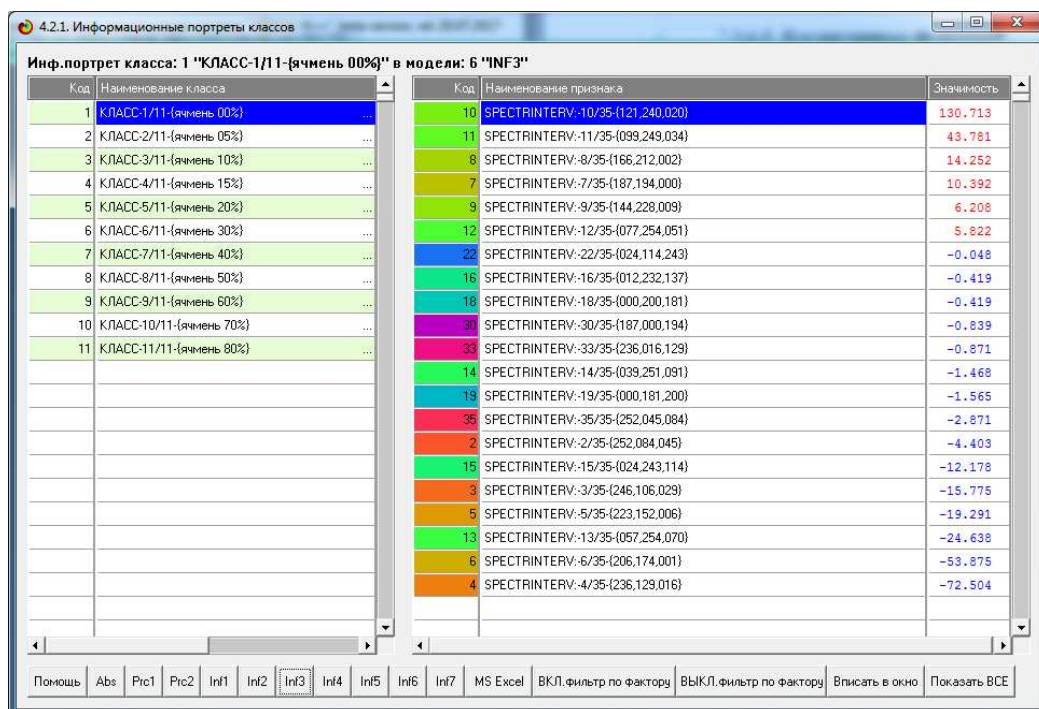 4.2.1. Информационные портреты классов
Инф.портрет класса: 1 "КЛАСС-1/11-{ячмень 00%}" в модели: 6 "INF3"
Код Наименование класса
1 КЛАСС-1/11-{ячмень 00%} ...
2 КЛАСС-2/11-{ячмень 05%} ...
3 КЛАСС-3/11-{ячмень 10%} ...
4 КЛАСС-4/11-{ячмень 15%} ...
5 КЛАСС-5/11-{ячмень 20%} ...
6 КЛАСС-6/11-{ячмень 30%} ...
7 КЛАСС-7/11-{ячмень 40%} ...
8 КЛАСС-8/11-{ячмень 50%} ...
9 КЛАСС-9/11-{ячмень 60%} ...
10 КЛАСС-10/11-{ячмень 70%} ...
11 КЛАСС-11/11-{ячмень 80%} ...
Код Наименование признака Значимость
10 SPECTRINTERV:-10/35-{121,240,020} 130.713
11 SPECTRINTERV:-11/35-{099,249,034} 43.781
8 SPECTRINTERV:-8/35-{166,212,002} 14.252
7 SPECTRINTERV:-7/35-{187,194,000} 10.392
9 SPECTRINTERV:-9/35-{144,228,009} 6.208
12 SPECTRINTERV:-12/35-{077,254,051} 5.822
22 SPECTRINTERV:-22/35-{024,114,243} -0.048
16 SPECTRINTERV:-16/35-{012,232,137} -0.419
18 SPECTRINTERV:-18/35-{000,200,181} -0.419
30 SPECTRINTERV:-30/35-{187,000,194} -0.839
33 SPECTRINTERV:-33/35-{236,016,129} -0.871
14 SPECTRINTERV:-14/35-{039,251,091} -1.468
19 SPECTRINTERV:-19/35-{000,181,200} -1.565
35 SPECTRINTERV:-35/35-{252,045,084} -2.871
2 SPECTRINTERV:-2/35-{252,084,045} -4.403
15 SPECTRINTERV:-15/35-{024,243,114} -12.178
3 SPECTRINTERV:-3/35-{246,106,029} -15.775
5 SPECTRINTERV:-5/35-{223,152,006} -19.291
13 SPECTRINTERV:-13/35-{057,254,070} -24.638
6 SPECTRINTERV:-6/35-{206,174,001} -53.875
4 SPECTRINTERV:-4/35-{236,129,016} -72.504
Помощь Abs Prc1 Prc2 Inf1 Inf2 Inf3 Inf4 Inf5 Inf6 Inf7 MS Excel ВКЛ.фильтр по фактору ВЫКЛ.фильтр по фактору Вписать в окно Показать ВСЕ